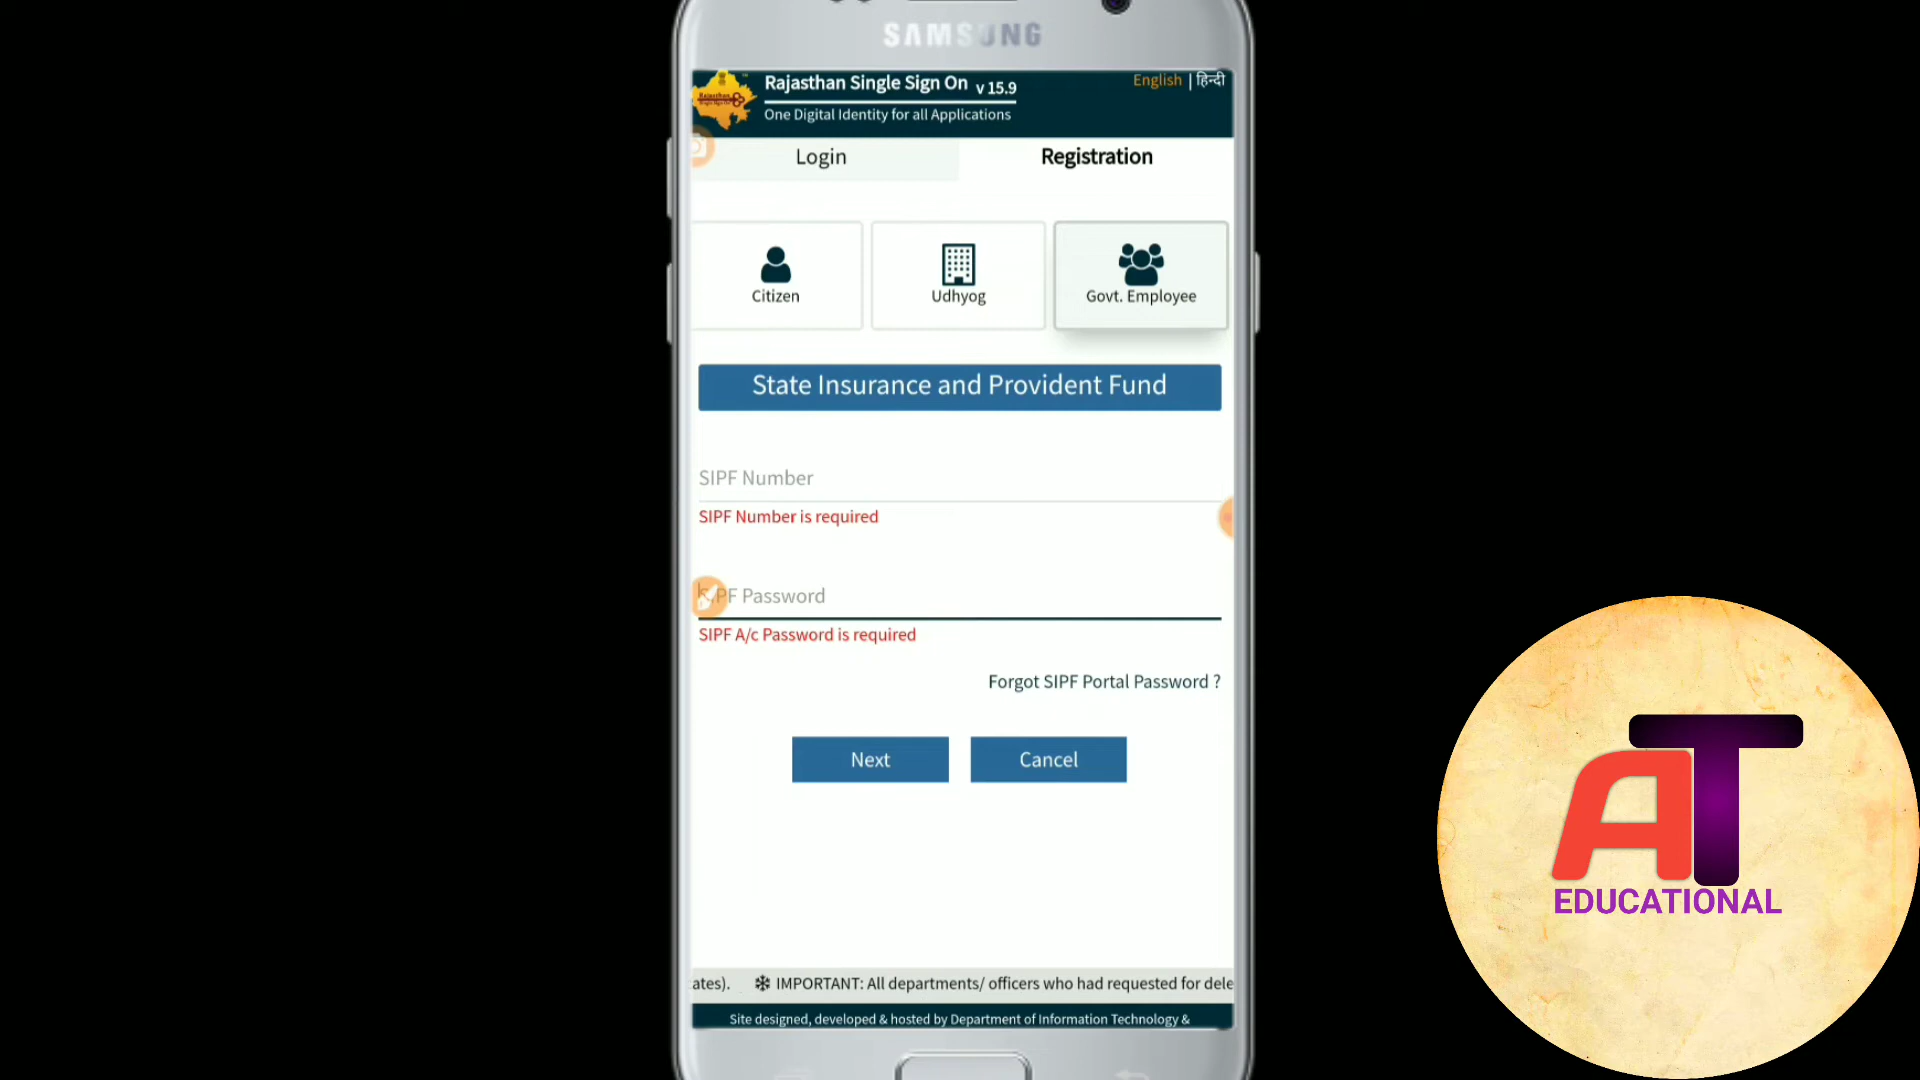 SAMSUNG
Rajasthan Single Sign On v 15.9
English | हिन्दी
One Digital Identity for all Applications
Login
Registration
Citizen
Udhyog
Govt. Employee
State Insurance and Provident Fund
SIPF Number
SIPF Number is required
SIPF Password
SIPF A/c Password is required
Forgot SIPF Portal Password ?
Next
Cancel
ates). ❄ IMPORTANT: All departments/ officers who had requested for dele
Site designed, developed & hosted by Department of Information Technology &
AT
EDUCATIONAL